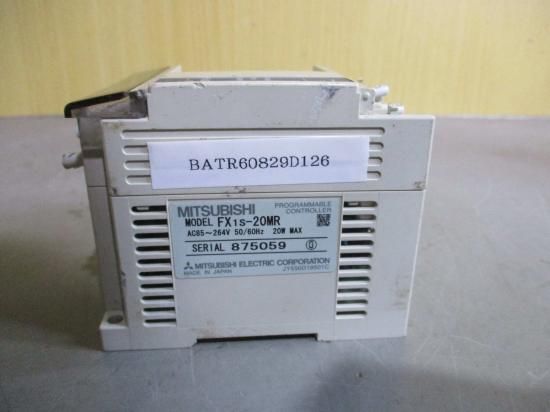 BATR60829D126
MITSUBISHI PROGRAMMABLE CONTROLLER
MODEL FX1S-20MR
AC85~264V 50/60Hz 20W MAX
SERIAL 875059
MITSUBISHI ELECTRIC CORPORATION
MADE IN JAPAN